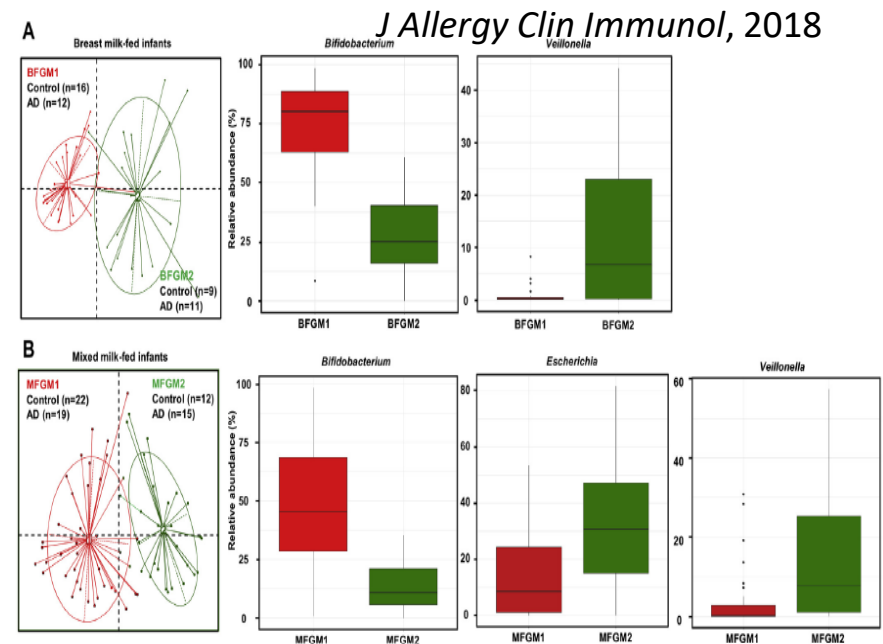 J Allergy Clin Immunol, 2018
A
Breast milk-fed infants
BFGM1
Control (n=16)
AD (n=12)
BFGM2
Control (n=9)
AD (n=11)
Bifidobacterium
Relative abundance (%)
100
75
50
25
0
BFGM1 BFGM2
Veillonella
40
30
20
10
0
BFGM1 BFGM2
B
Mixed milk-fed infants
MFGM1
Control (n=22)
AD (n=19)
MFGM2
Control (n=12)
AD (n=15)
Bifidobacterium
Relative abundance (%)
100
75
50
25
0
MFGM1 MFGM2
Escherichia
80
60
40
20
0
MFGM1 MFGM2
Veillonella
60
40
20
0
MFGM1 MFGM2